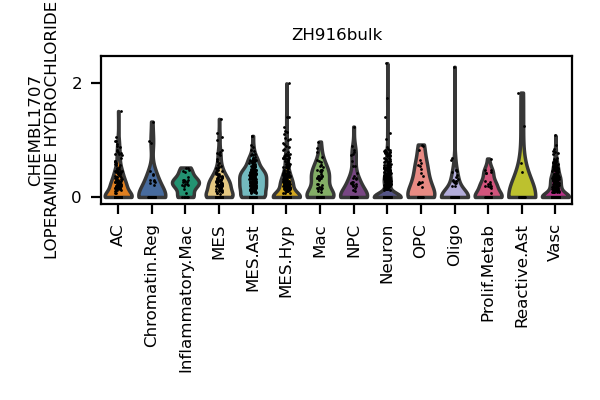 ZH916bulk
CHEMBL1707
LOPERAMIDE HYDROCHLORIDE
2
0
AC
Chromatin.Reg
Inflammatory.Mac
MES
MES.Ast
MES.Hyp
Mac
NPC
Neuron
OPC
Oligo
Prolif.Metab
Reactive.Ast
Vasc